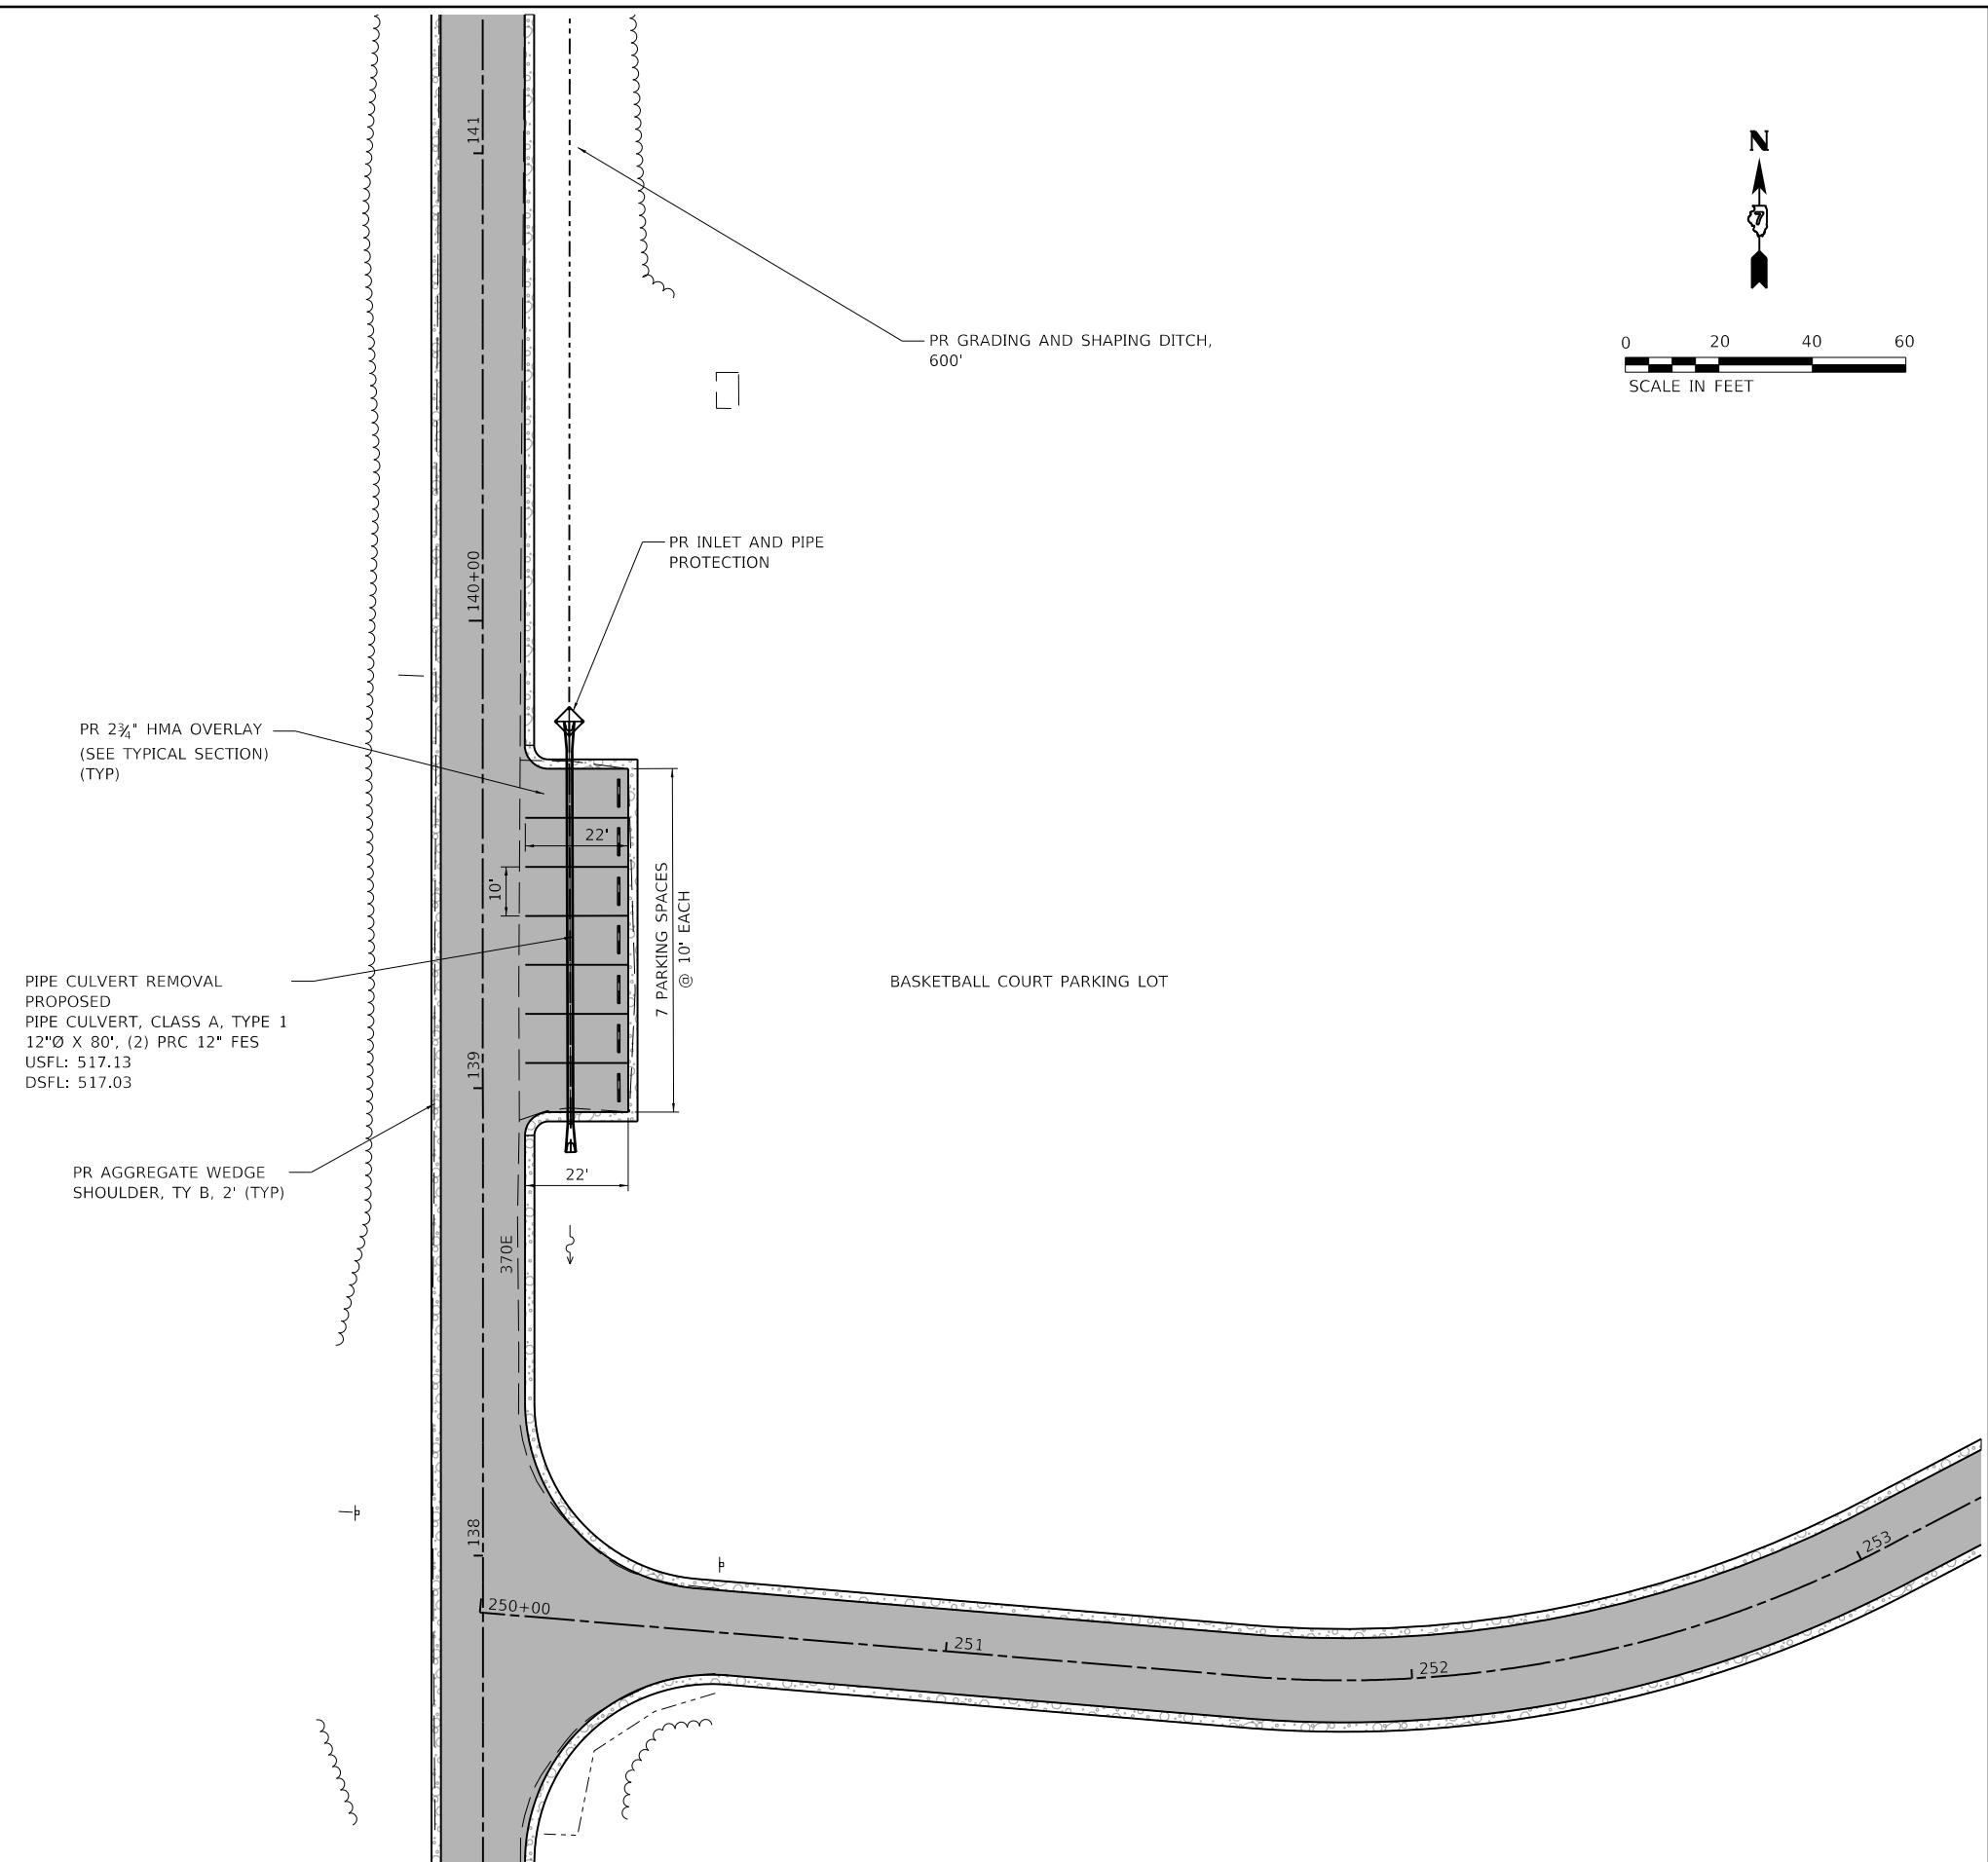 141
N
7
PR GRADING AND SHAPING DITCH,
600'
0 20 40 60
SCALE IN FEET
PR INLET AND PIPE
PROTECTION
140+00
PR 2¾" HMA OVERLAY
(SEE TYPICAL SECTION)
(TYP)
22'
10'
7 PARKING SPACES
@ 10' EACH
BASKETBALL COURT PARKING LOT
PIPE CULVERT REMOVAL
PROPOSED
PIPE CULVERT, CLASS A, TYPE 1
12"Ø X 80', (2) PRC 12" FES
USFL: 517.13
DSFL: 517.03
139
PR AGGREGATE WEDGE
SHOULDER, TY B, 2' (TYP)
22'
370E
138
250+00
251
252
253